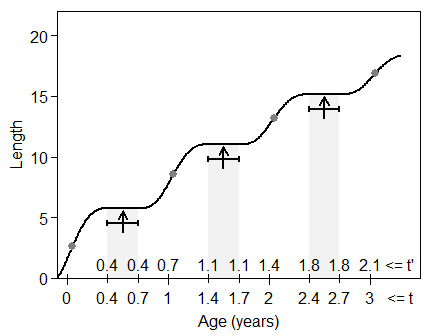 20
15
10
5
0
Length
0.4 0.4 0.7 1.1 1.1 1.4 1.8 1.8 2.1 <= t'
0 0.4 0.7 1 1.4 1.7 2 2.4 2.7 3 <= t
Age (years)